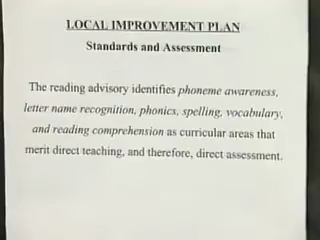 LOCAL IMPROVEMENT PLAN
Standards and Assessment
The reading advisory identifies phoneme awareness,
letter name recognition, phonics, spelling, vocabulary,
and reading comprehension as curricular areas that
merit direct teaching, and therefore, direct assessment.